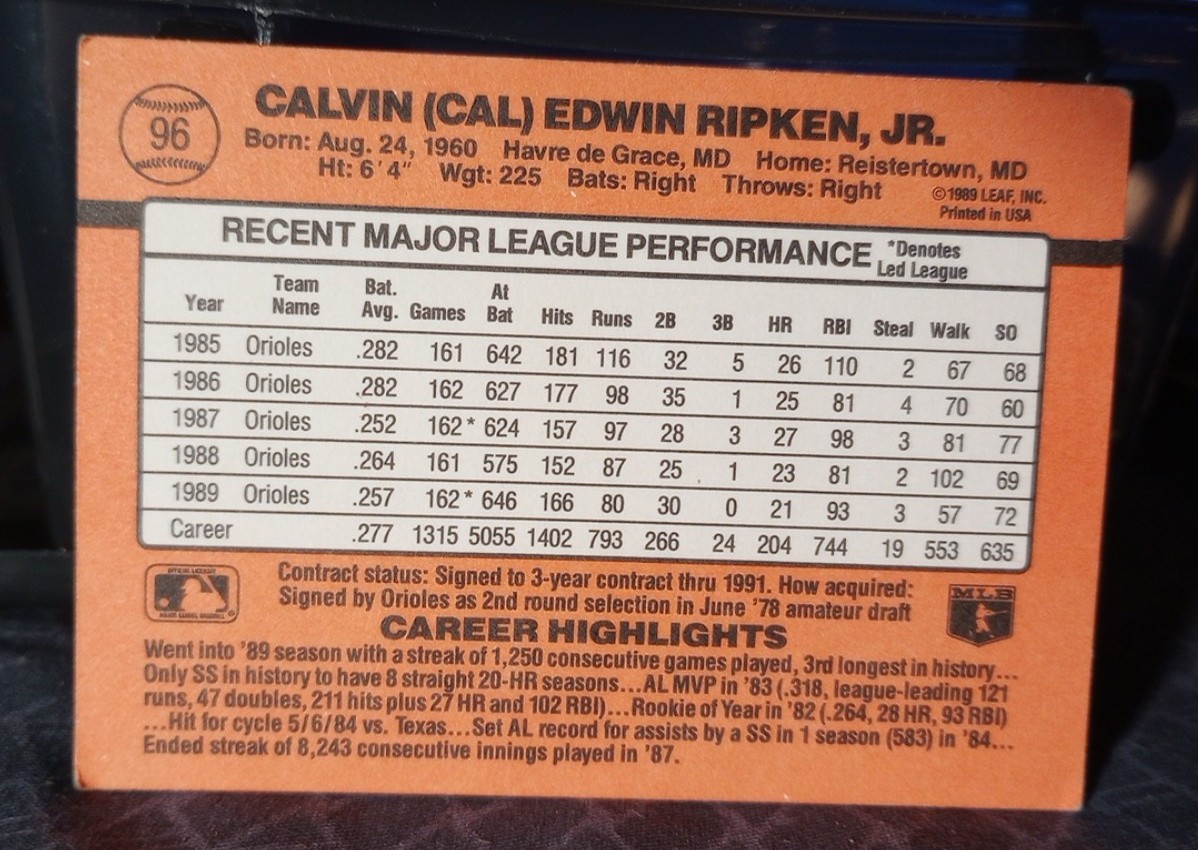 96
CALVIN (CAL) EDWIN RIPKEN, JR.
Born: Aug. 24, 1960 Havre de Grace, MD Home: Reistertown, MD
Ht: 6'4" Wgt: 225 Bats: Right Throws: Right
©1989 LEAF, INC.
Printed in USA
RECENT MAJOR LEAGUE PERFORMANCE *Denotes Led League
Year Team Name Bat. Avg. Games At Bat Hits Runs 2B 3B HR RBI Steal Walk SO
1985 Orioles .282 161 642 181 116 32 5 26 110 2 67 68
1986 Orioles .282 162 627 177 98 35 1 25 81 4 70 60
1987 Orioles .252 162* 624 157 97 28 3 27 98 3 81 77
1988 Orioles .264 161 575 152 87 25 1 23 81 2 102 69
1989 Orioles .257 162* 646 166 80 30 0 21 93 3 57 72
Career .277 1315 5055 1402 793 266 24 204 744 19 553 635
Contract status: Signed to 3-year contract thru 1991. How acquired:
Signed by Orioles as 2nd round selection in June '78 amateur draft
MLB
CAREER HIGHLIGHTS
Went into '89 season with a streak of 1,250 consecutive games played, 3rd longest in history...
Only SS in history to have 8 straight 20-HR seasons...AL MVP in '83 (.318, league-leading 121
runs, 47 doubles, 211 hits plus 27 HR and 102 RBI)...Rookie of Year in '82 (.264, 28 HR, 93 RBI)
...Hit for cycle 5/6/84 vs. Texas...Set AL record for assists by a SS in 1 season (583) in '84...
Ended streak of 8,243 consecutive innings played in '87.